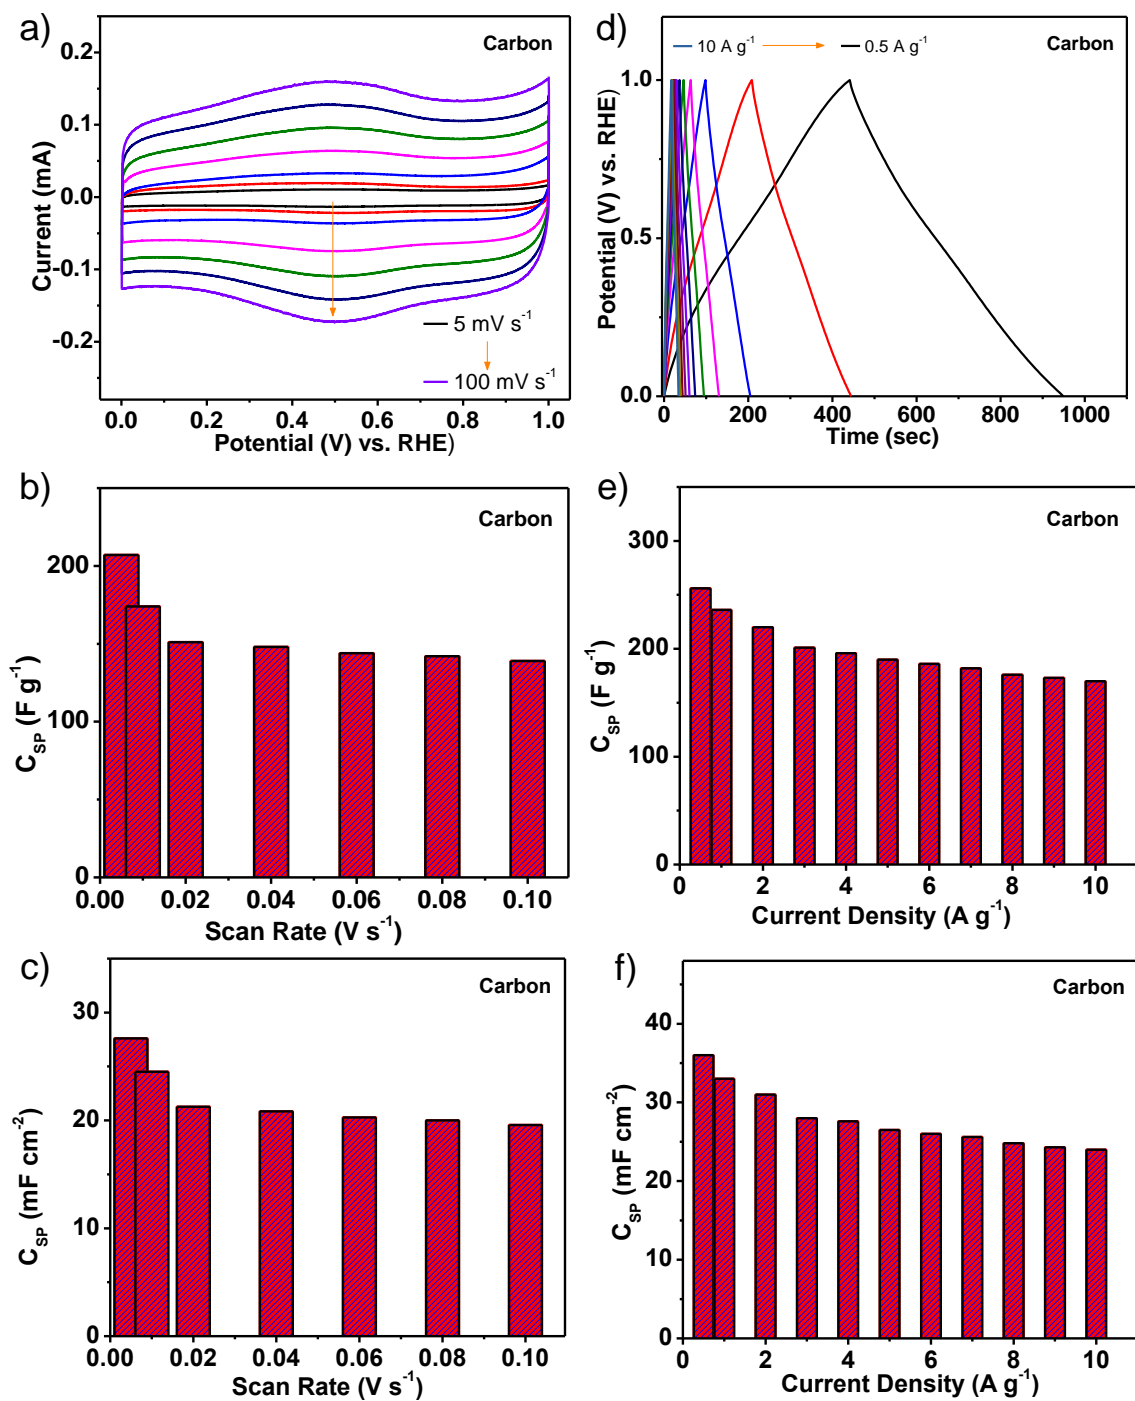 a)
Carbon
0.2
0.1
0.0
-0.1
-0.2
Current (mA)
5 mV s⁻¹
100 mV s⁻¹
0.0 0.2 0.4 0.6 0.8 1.0
Potential (V) vs. RHE)
d)
10 A g⁻¹ 0.5 A g⁻¹ Carbon
1.0
0.5
0.0
Potential (V) vs. RHE)
0 200 400 600 800 1000
Time (sec)
b)
Carbon
200
100
0
C_SP (F g⁻¹)
0.00 0.02 0.04 0.06 0.08 0.10
Scan Rate (V s⁻¹)
e)
Carbon
300
200
100
0
C_SP (F g⁻¹)
0 2 4 6 8 10
Current Density (A g⁻¹)
c)
Carbon
30
20
10
0
C_SP (mF cm⁻²)
0.00 0.02 0.04 0.06 0.08 0.10
Scan Rate (V s⁻¹)
f)
Carbon
40
30
20
10
0
C_SP (mF cm⁻²)
0 2 4 6 8 10
Current Density (A g⁻¹)